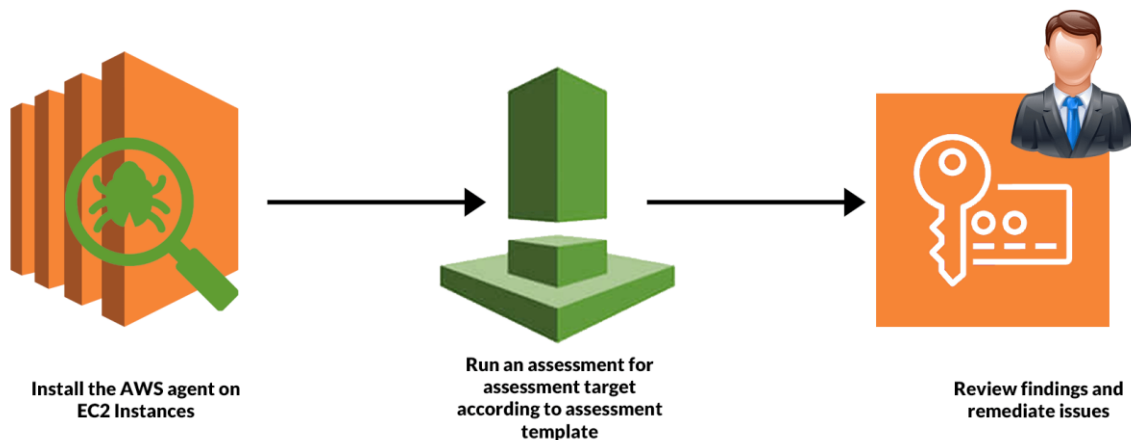 Install the AWS agent on
EC2 Instances
Run an assessment for
assessment target
according to assessment
template
Review findings and
remediate issues